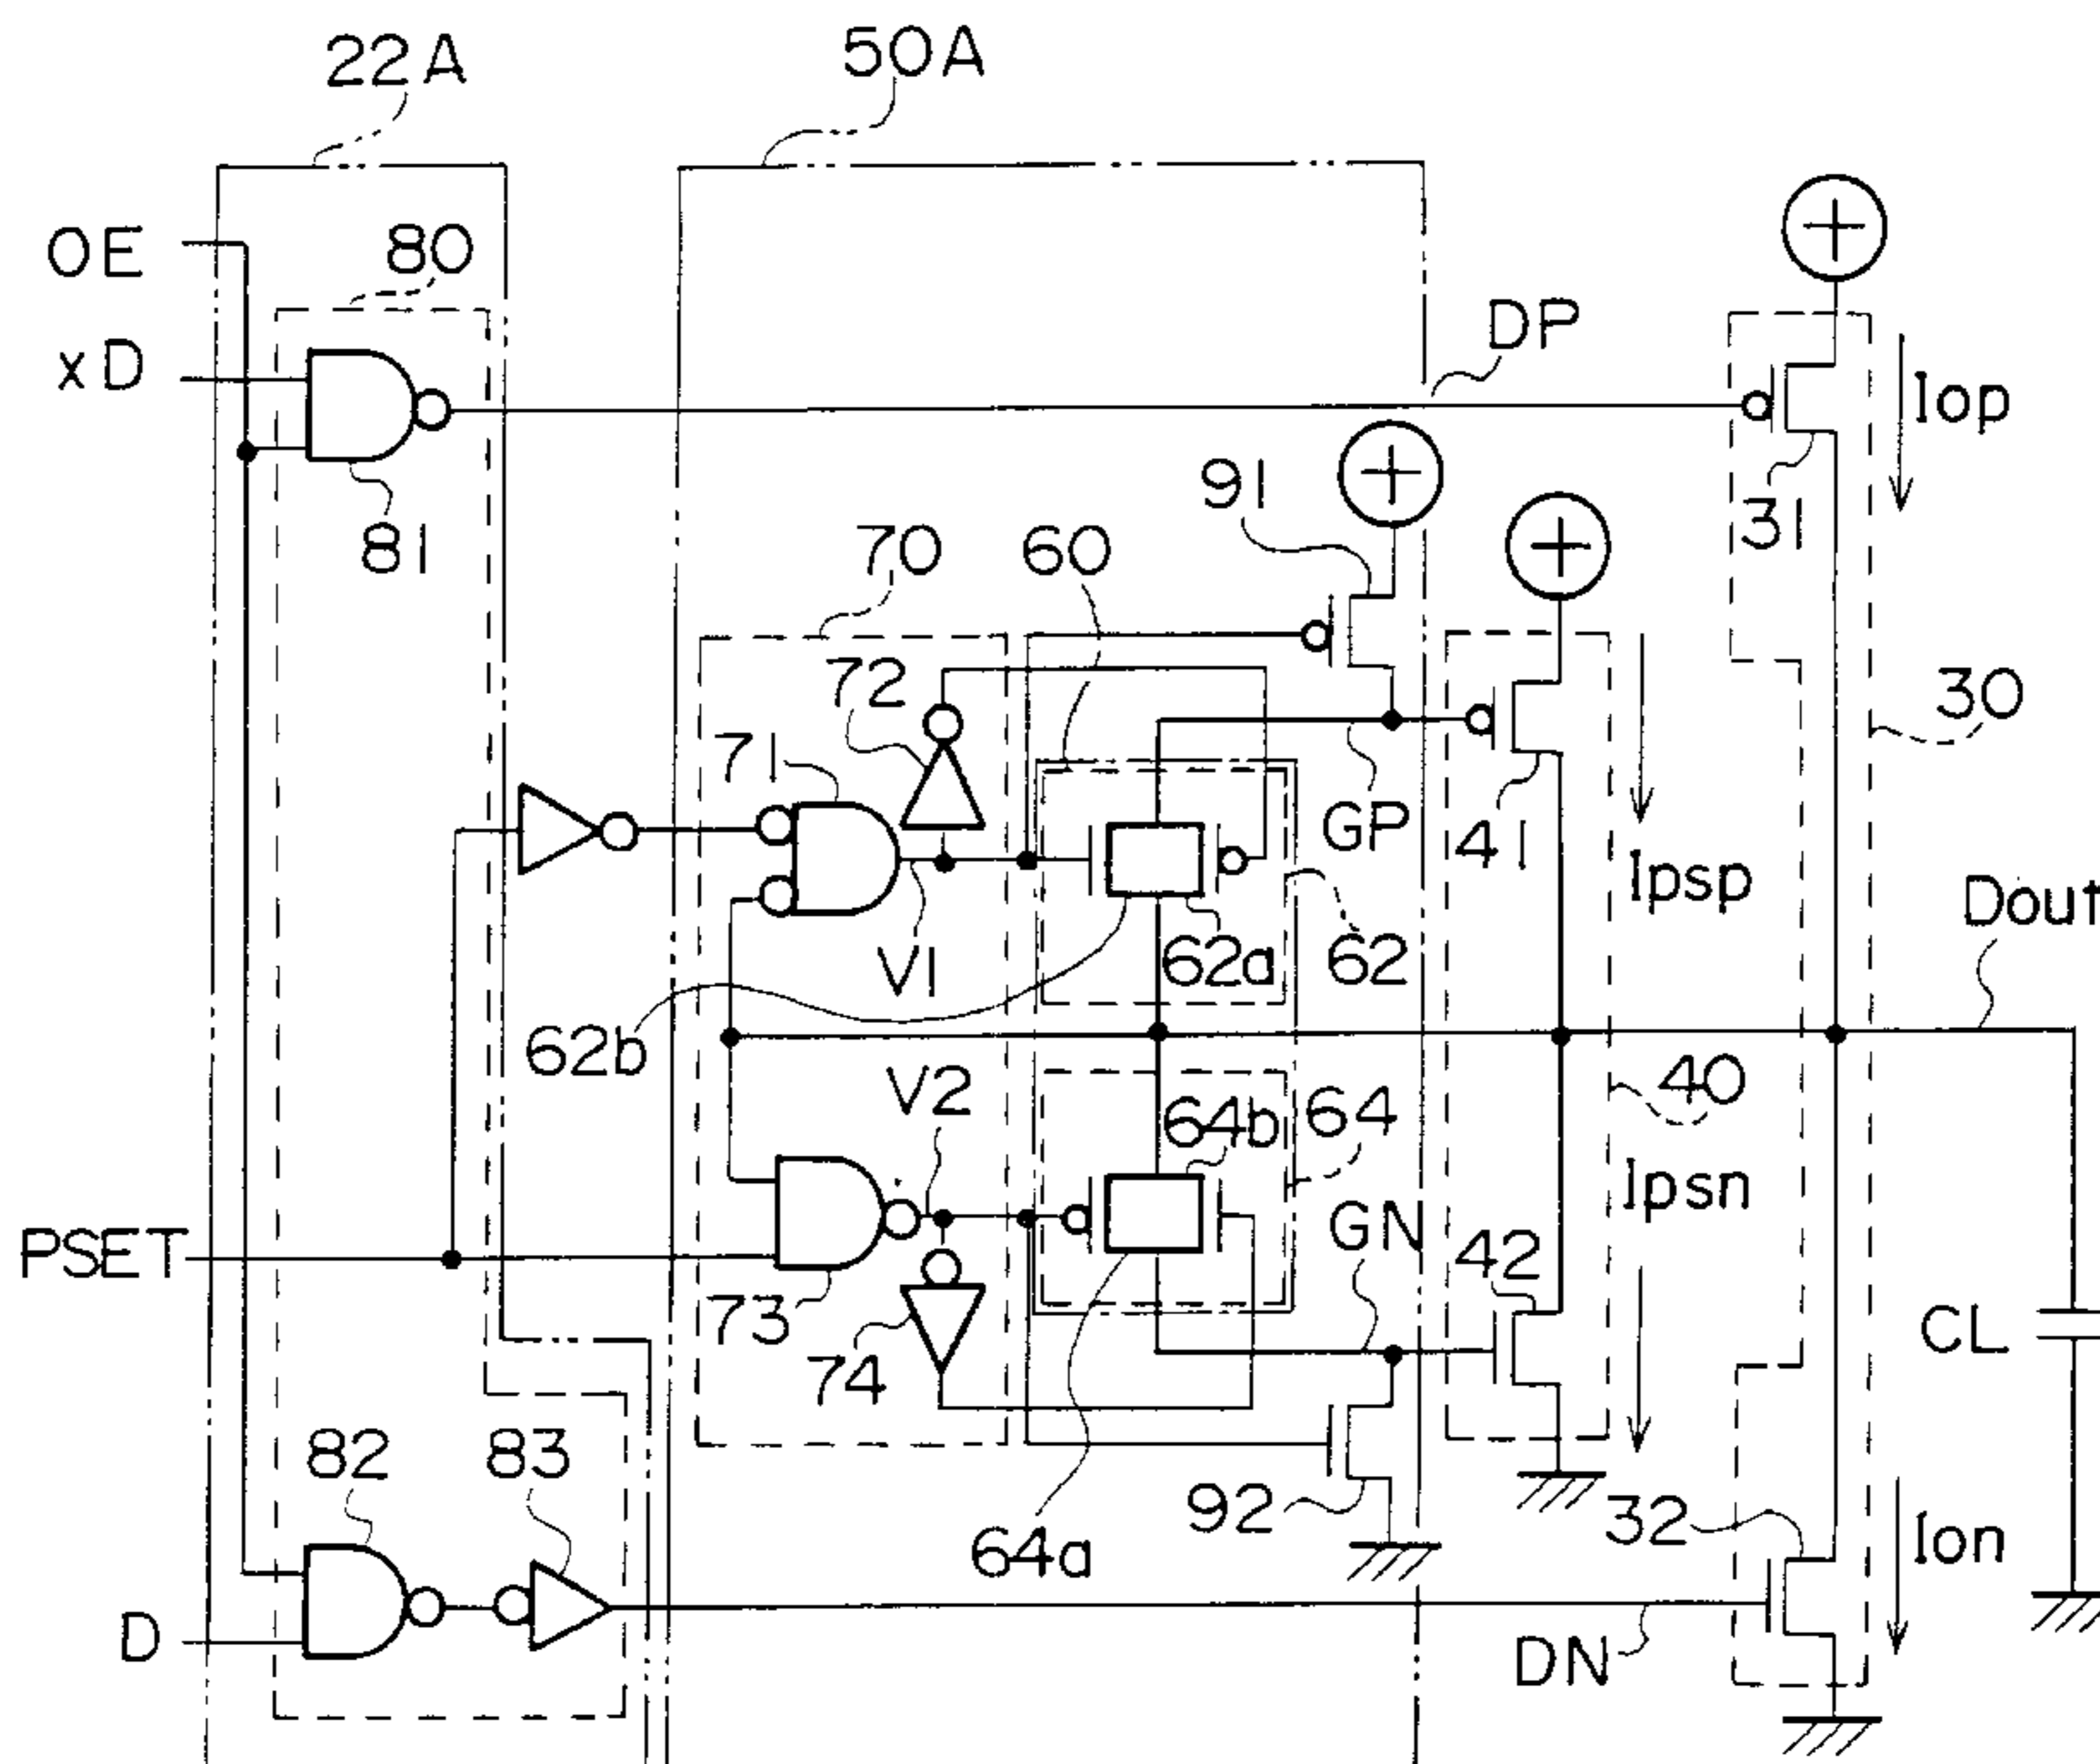 22A
50A
OE
80
DP
xD
Iop
91
31
81
70
60
72
30
71
GP
41
Ipsp
Dout
V1
62a
62
62b
V2
40
64b
64
Ipsn
GN
PSET
42
73
CL
74
82
83
92
32
64a
Ion
D
DN